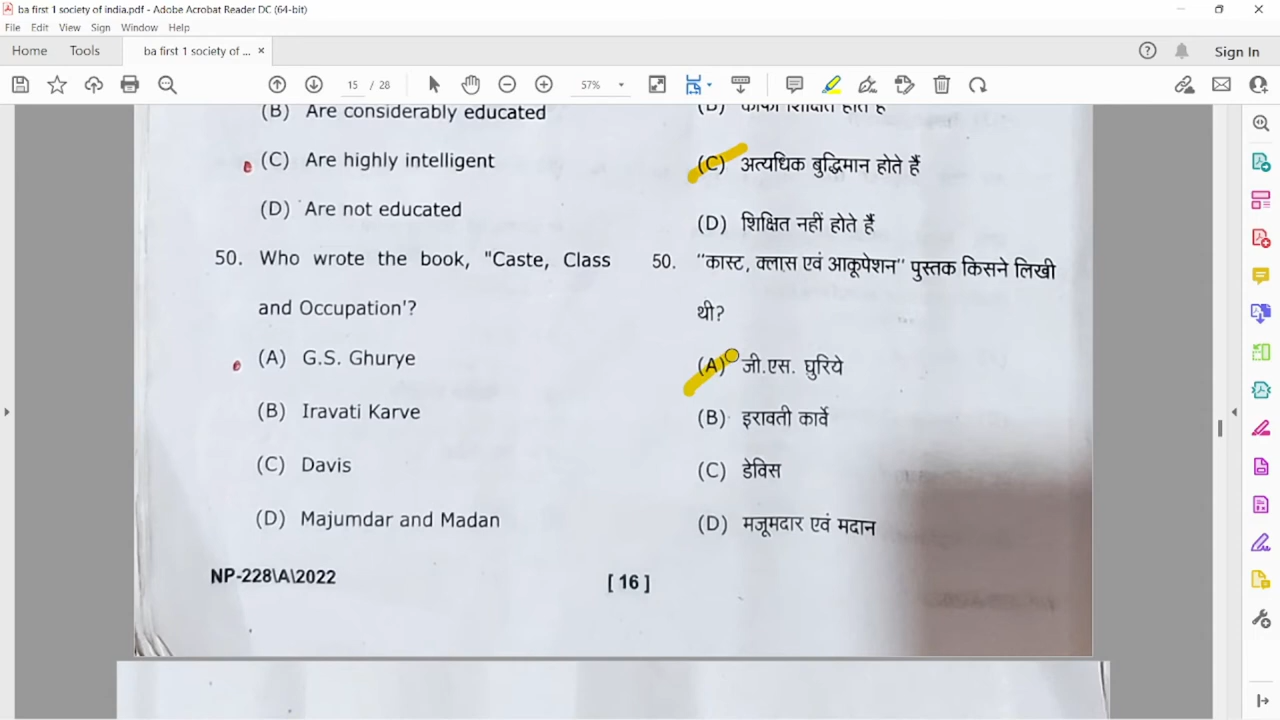 ba first 1 society of india.pdf - Adobe Acrobat Reader DC (64-bit)
File Edit View Sign Window Help
Home Tools ba first 1 society of ... × Sign In
15 / 28 57%
(B) Are considerably educated
(C) Are highly intelligent
(D) Are not educated
50. Who wrote the book, "Caste, Class
and Occupation'?
(A) G.S. Ghurye
(B) Iravati Karve
(C) Davis
(D) Majumdar and Madan
NP-228\A\2022
(B) काफी शिक्षित होते हैं
(C) अत्यधिक बुद्धिमान होते हैं
(D) शिक्षित नहीं होते हैं
50. "कास्ट, क्लास एवं आकूपेशन" पुस्तक किसने लिखी
थी?
(A) जी.एस. घुरिये
(B) इरावती कार्वे
(C) डेविस
(D) मजूमदार एवं मदान
[ 16 ]